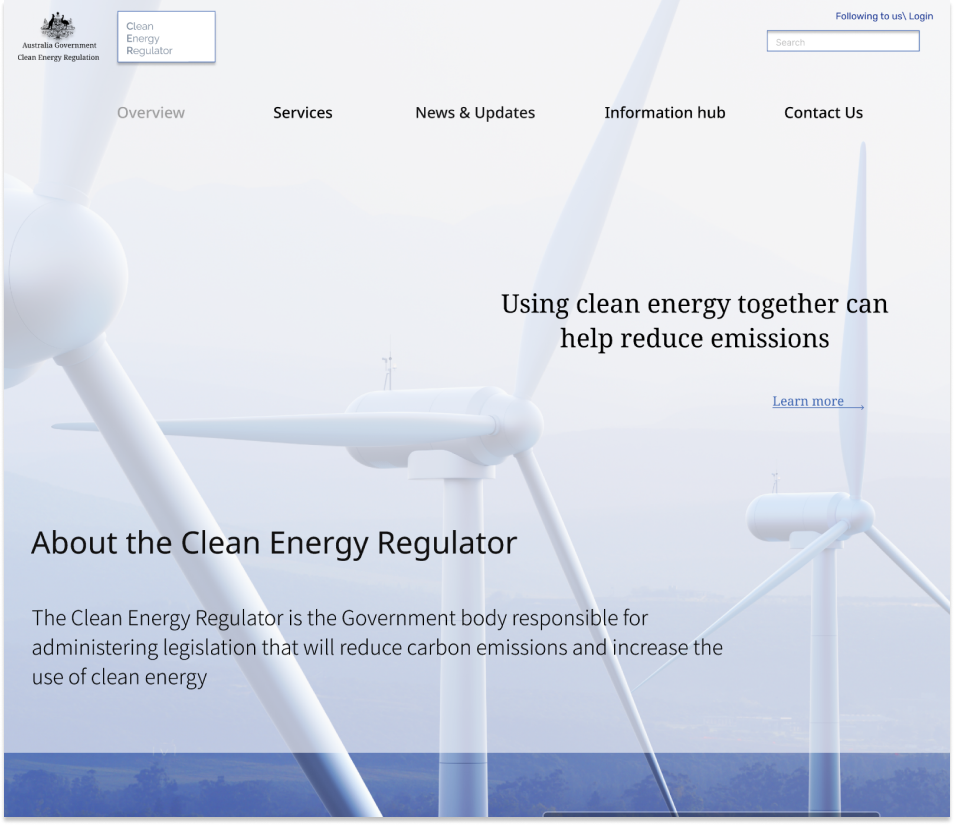 Australia Government
Clean Energy Regulation
Clean
Energy
Regulator
Following to us\ Login
Search
Overview
Services
News & Updates
Information hub
Contact Us
Using clean energy together can
help reduce emissions
Learn more
About the Clean Energy Regulator
The Clean Energy Regulator is the Government body responsible for
administering legislation that will reduce carbon emissions and increase the
use of clean energy